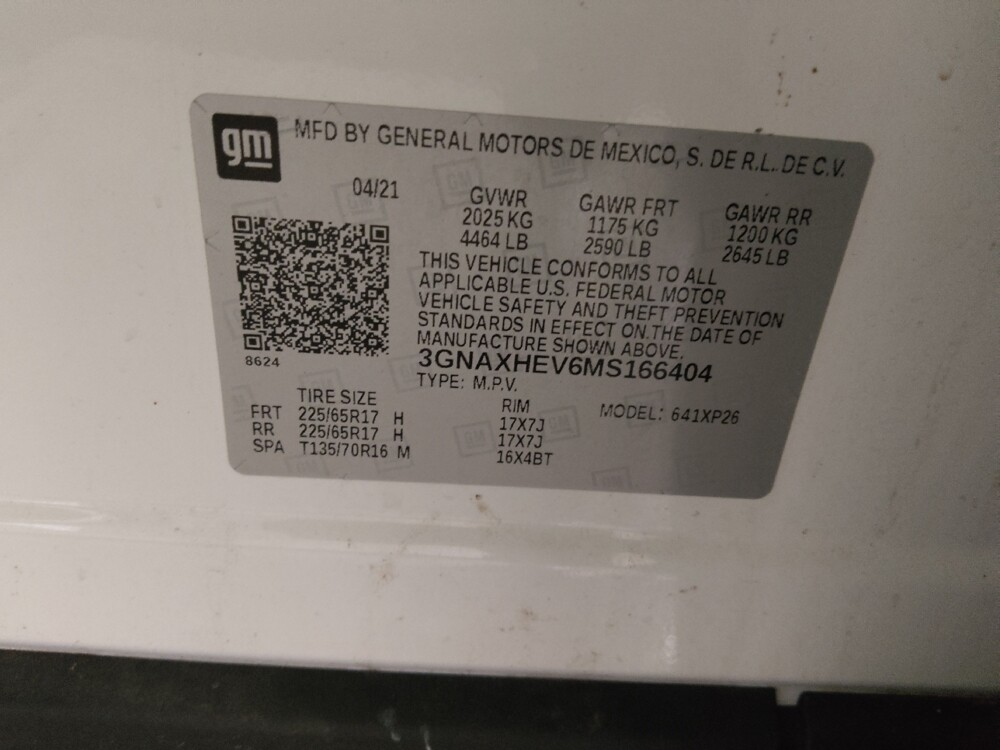 gm MFD BY GENERAL MOTORS DE MEXICO, S. DE R.L. DE C.V.
04/21 GVWR GAWR FRT GAWR RR
2025 KG 1175 KG 1200 KG
4464 LB 2590 LB 2645 LB
THIS VEHICLE CONFORMS TO ALL
APPLICABLE U.S. FEDERAL MOTOR
VEHICLE SAFETY AND THEFT PREVENTION
STANDARDS IN EFFECT ON THE DATE OF
MANUFACTURE SHOWN ABOVE.
8624 3GNAXHEV6MS166404
TYPE: M.P.V.
TIRE SIZE RIM MODEL: 641XP26
FRT 225/65R17 H 17X7J
RR 225/65R17 H 17X7J
SPA T135/70R16 M 16X4BT